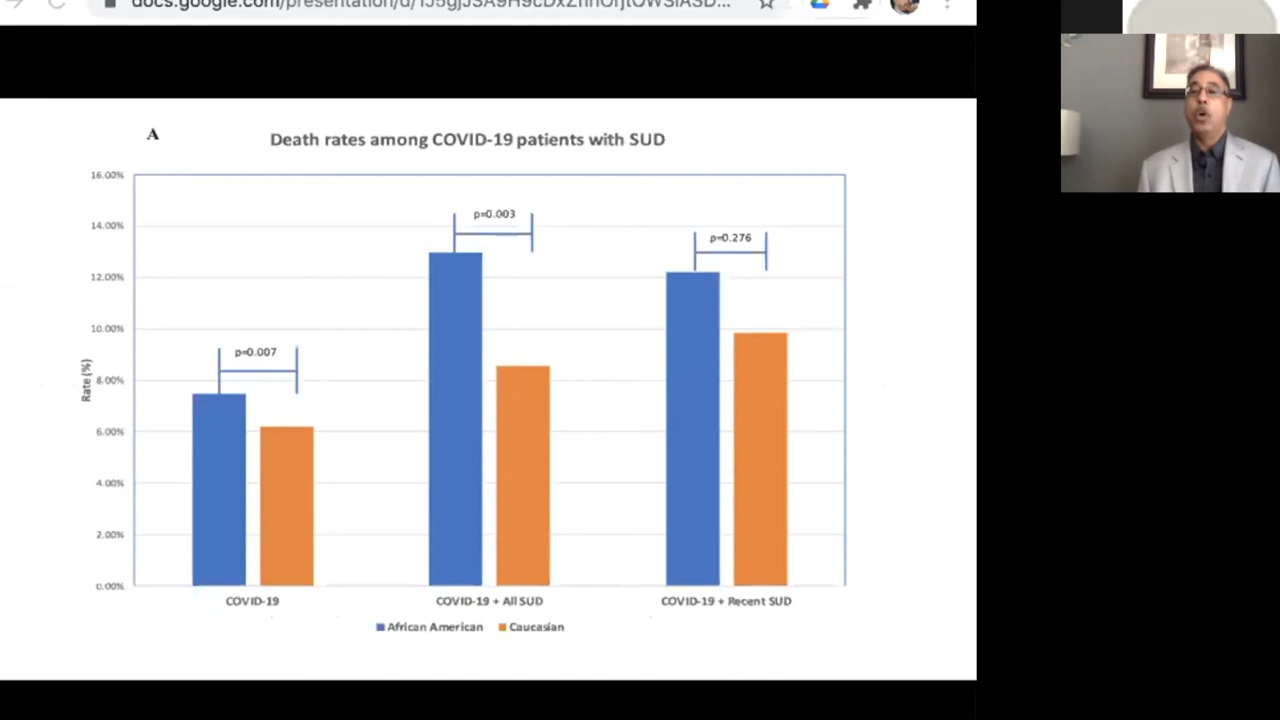 A
Death rates among COVID-19 patients with SUD
16.00%
14.00%
12.00%
10.00%
8.00%
6.00%
4.00%
2.00%
0.00%
Rate (%)
p=0.007
p=0.003
p=0.276
COVID-19
COVID-19 + All SUD
COVID-19 + Recent SUD
African American
Caucasian